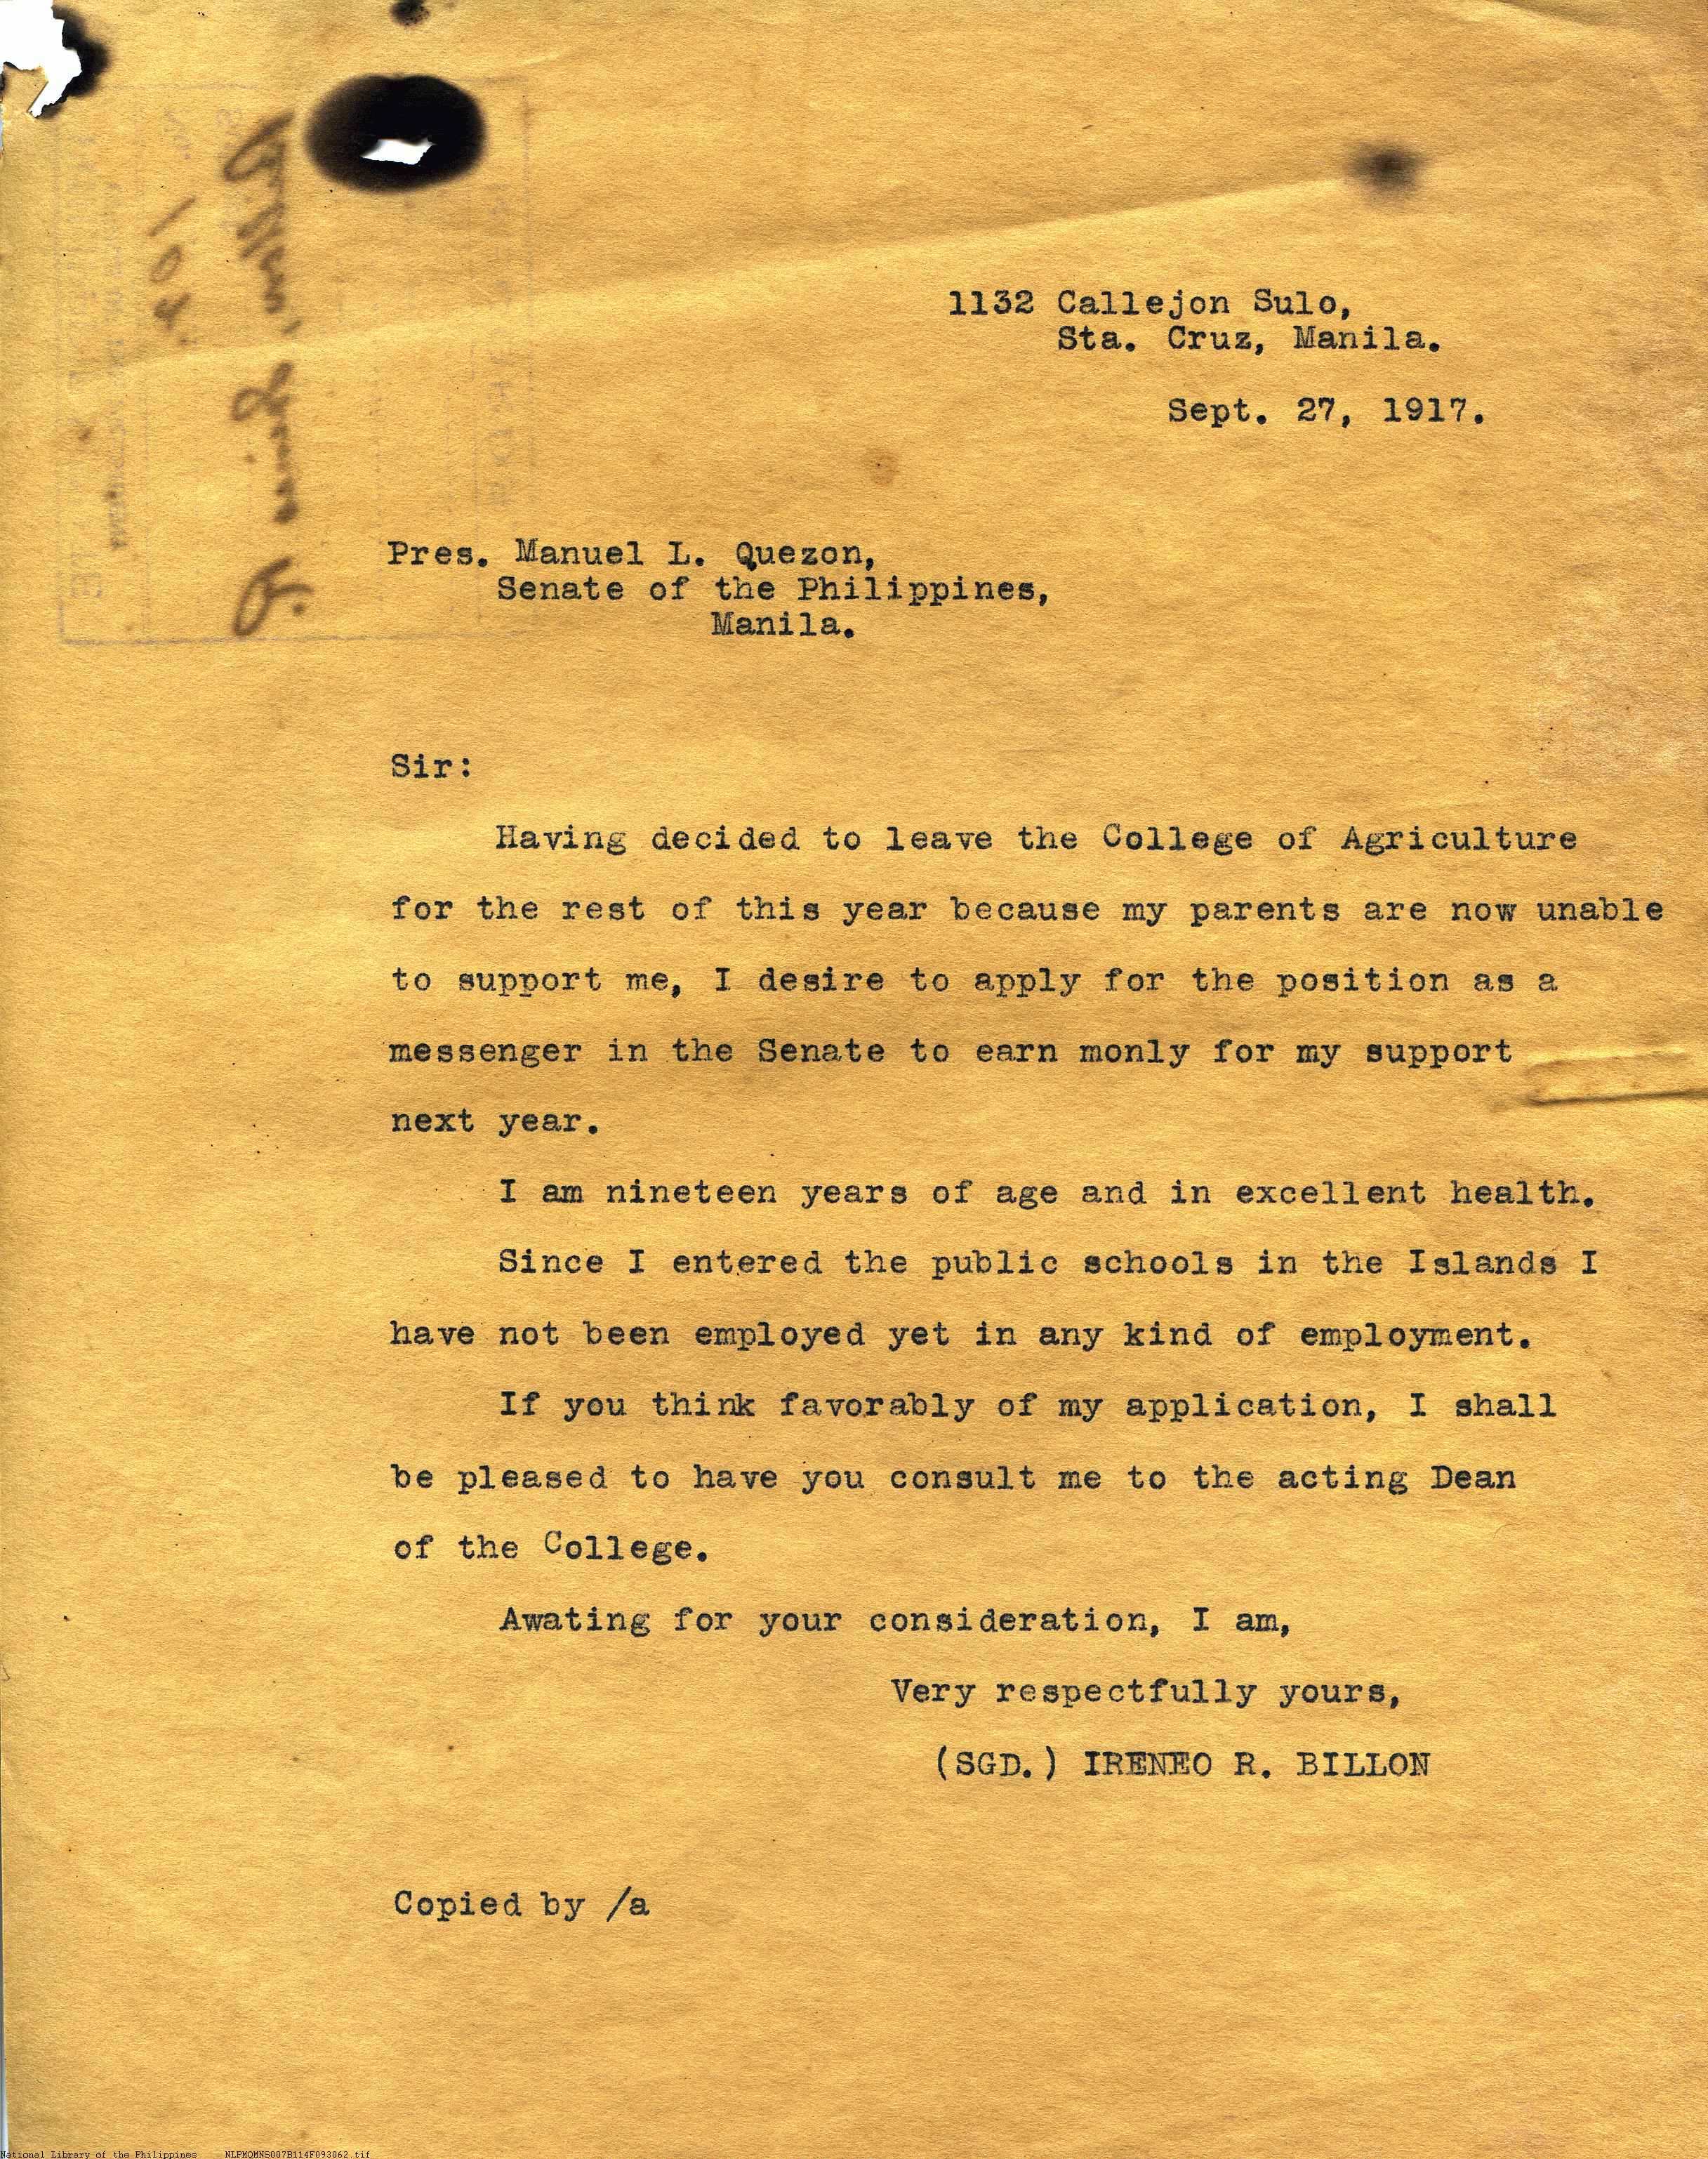 1132 Callejon Sulo,
Sta. Cruz, Manila.
Sept. 27, 1917.
Pres. Manuel L. Quezon,
Senate of the Philippines,
Manila.
Sir:
Having decided to leave the College of Agriculture
for the rest of this year because my parents are now unable
to support me, I desire to apply for the position as a
messenger in the Senate to earn monly for my support
next year.
I am nineteen years of age and in excellent health.
Since I entered the public schools in the Islands I
have not been employed yet in any kind of employment.
If you think favorably of my application, I shall
be pleased to have you consult me to the acting Dean
of the College.
Awating for your consideration, I am,
Very respectfully yours,
(SGD.) IRENEO R. BILLON
Copied by /a
National Library of the Philippines NLPMQMNS007B114F093062.tif